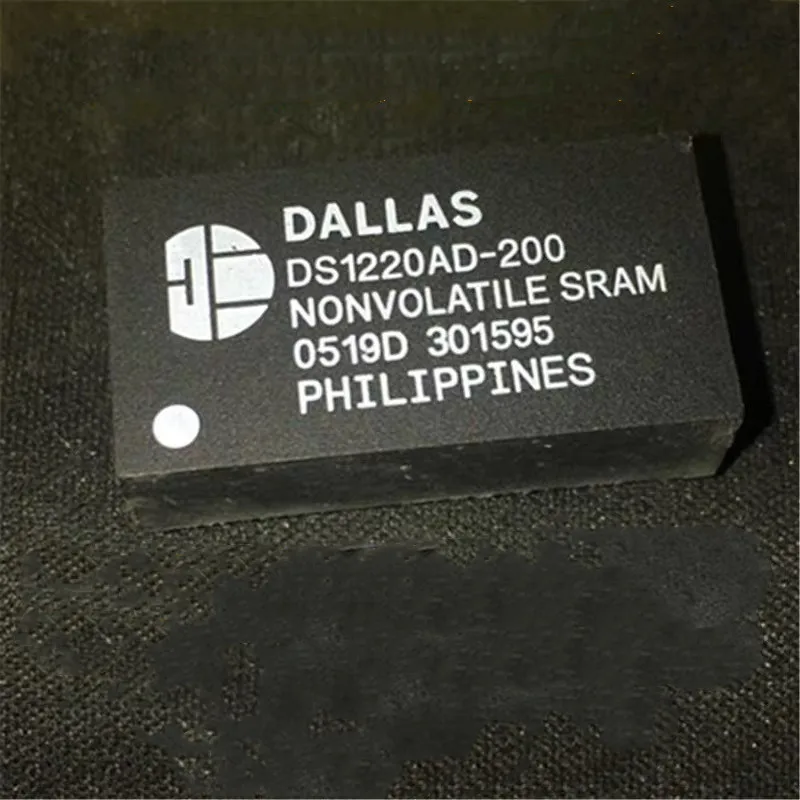 DALLAS
DS1220AD-200
NONVOLATILE SRAM
0519D 301595
PHILIPPINES